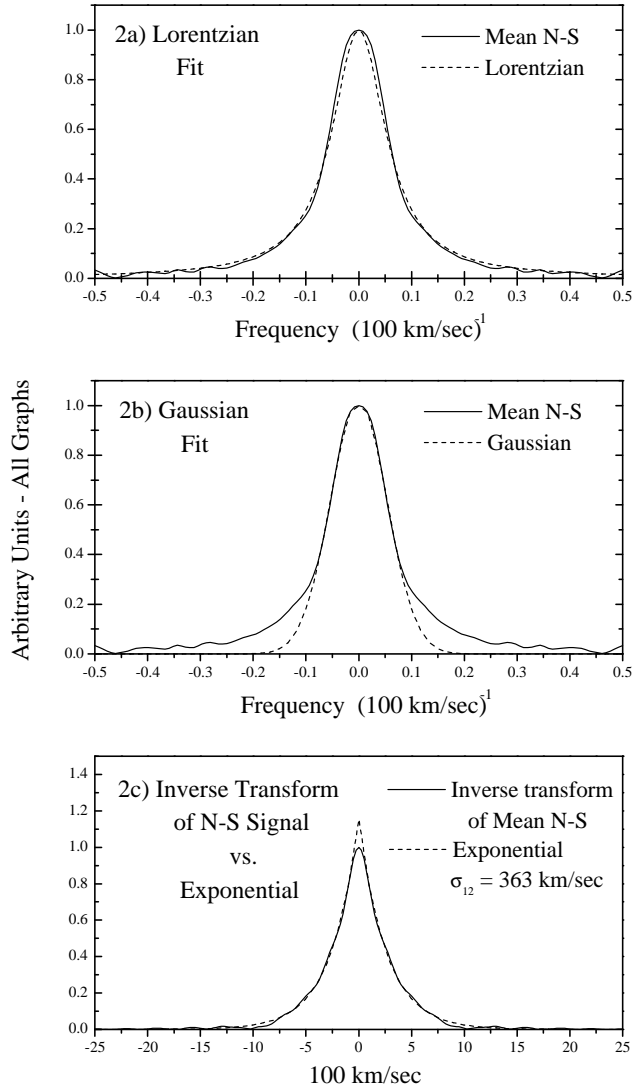 2a) Lorentzian
Fit
Mean N-S
Lorentzian
1.0
0.8
0.6
0.4
0.2
0.0
-0.5 -0.4 -0.3 -0.2 -0.1 0.0 0.1 0.2 0.3 0.4 0.5
Frequency (100 km/sec)-1
Arbitrary Units - All Graphs
2b) Gaussian
Fit
Mean N-S
Gaussian
1.0
0.8
0.6
0.4
0.2
0.0
-0.5 -0.4 -0.3 -0.2 -0.1 0.0 0.1 0.2 0.3 0.4 0.5
Frequency (100 km/sec)-1
2c) Inverse Transform
of N-S Signal
vs.
Exponential
Inverse transform
of Mean N-S
Exponential
σ12 = 363 km/sec
1.4
1.2
1.0
0.8
0.6
0.4
0.2
0.0
-25 -20 -15 -10 -5 0 5 10 15 20 25
100 km/sec